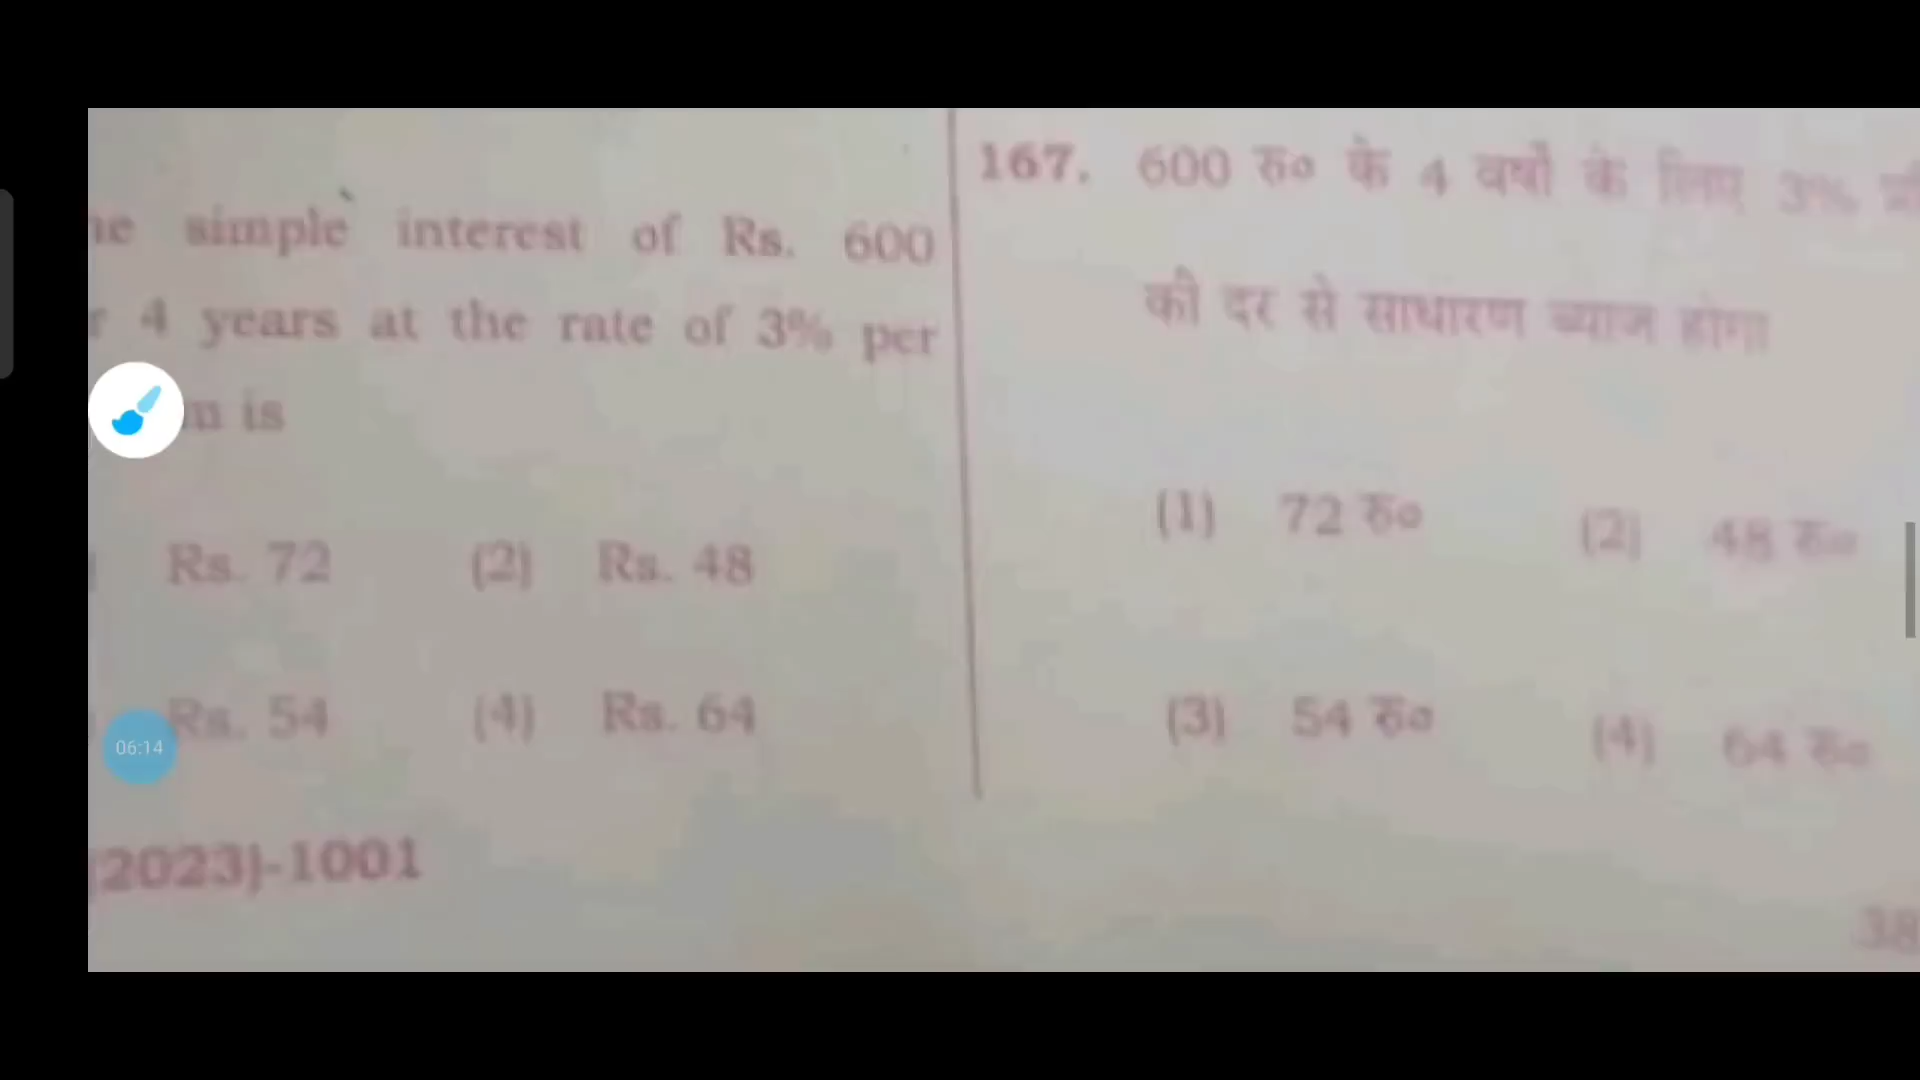 simple interest of Rs. 600
4 years at the rate of 3% per
is
Rs. 72 (2) Rs. 48
Rs. 54 (4) Rs. 64
06:14
(2023)-1001
167. 600 रु० के 4 वर्षों के लिए 3%
की दर से साधारण ब्याज होगा
(1) 72 रु० (2) 48 रु०
(3) 54 रु० (4) 64 रु०
38